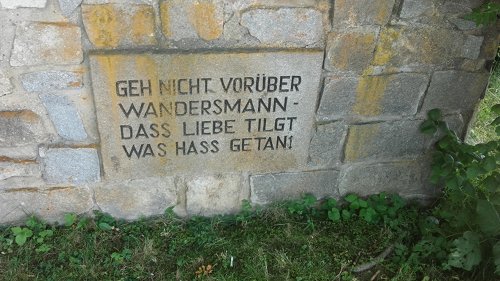 GEH NICHT VORÜBER
WANDERSMANN -
DASS LIEBE TILGT
WAS HASS GETAN!